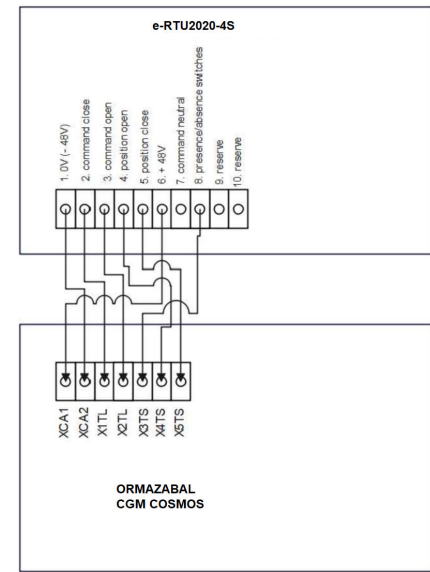 e-RTU2020-4S
1. 0V (- 48V)
2. command close
3. command open
4. position open
5. position close
6. + 48V
7. command neutral
8. presence/absence switches
9. reserve
10. reserve
XCA1
XCA2
X1TL
X2TL
X3TS
X4TS
X5TS
ORMAZABAL
CGM COSMOS